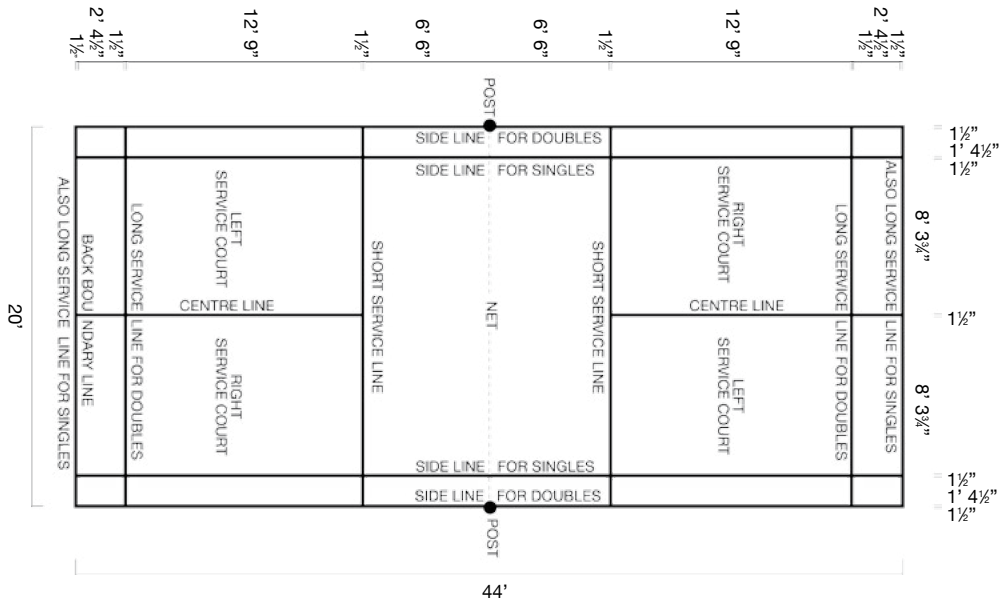 1½”
2’ 4½”
1½”
12’ 9”
1½”
6’ 6”
6’ 6”
1½”
12’ 9”
1½”
2’ 4½”
1½”
POST
SIDE LINE FOR DOUBLES
SIDE LINE FOR SINGLES
1½”
1’ 4½”
1½”
8’ 3¾”
1½”
8’ 3¾”
1½”
1’ 4½”
1½”
ALSO LONG SERVICE LINE FOR SINGLES
BACK BOU NDARY LINE
LONG SERVICE LINE FOR DOUBLES
LEFT
SERVICE COURT
CENTRE LINE
RIGHT
SERVICE COURT
SHORT SERVICE LINE
NET
SHORT SERVICE LINE
RIGHT
SERVICE COURT
CENTRE LINE
LEFT
SERVICE COURT
LONG SERVICE LINE FOR DOUBLES
ALSO LONG SERVICE LINE FOR SINGLES
SIDE LINE FOR SINGLES
SIDE LINE FOR DOUBLES
POST
20’
44’